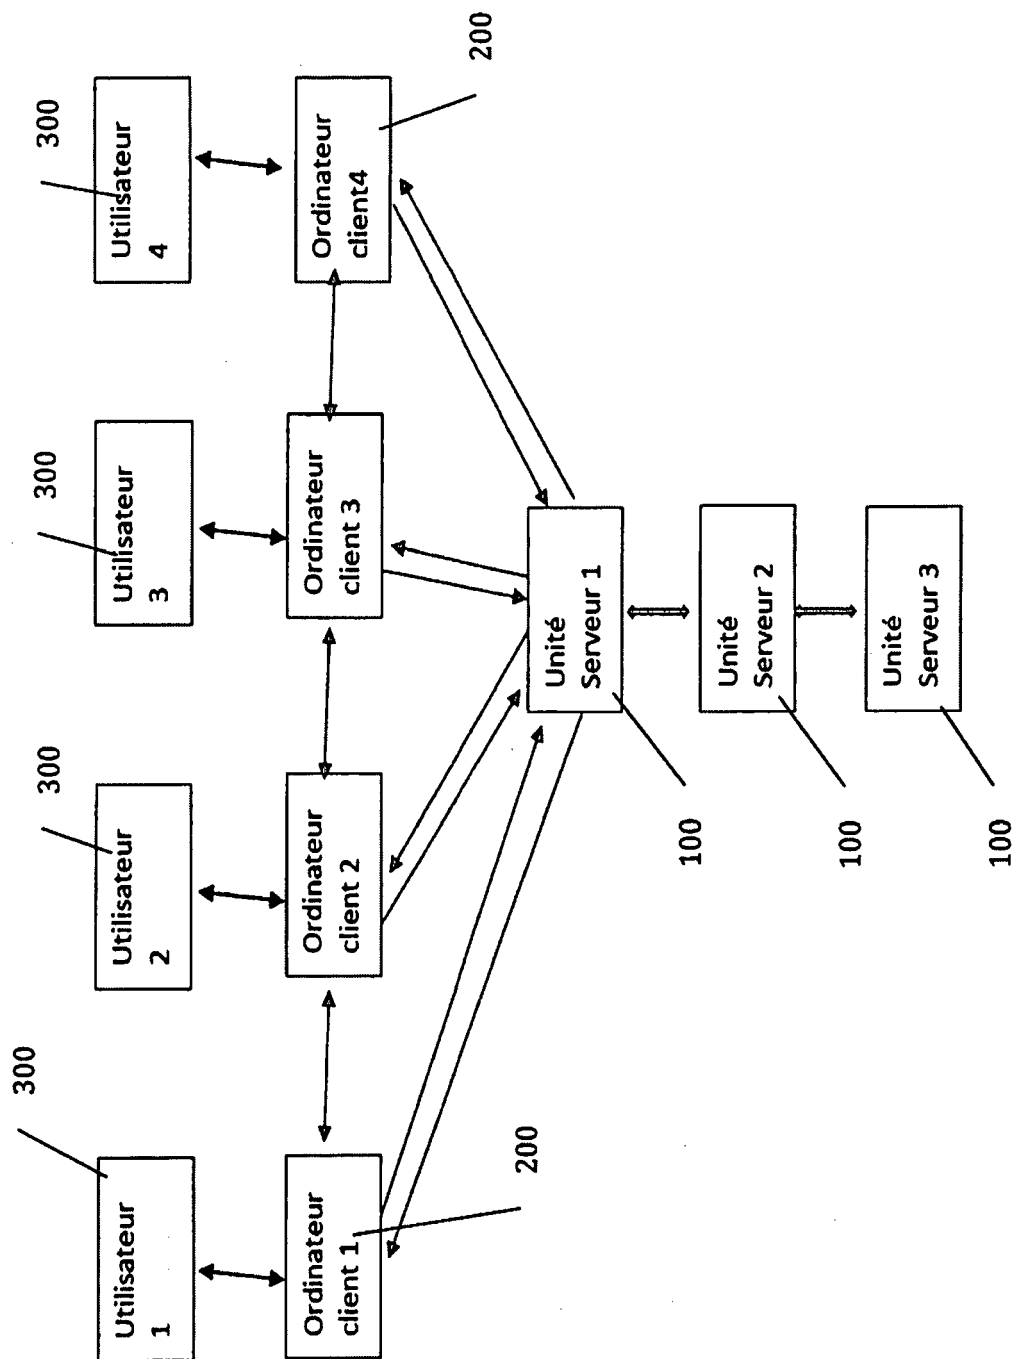 300
300
300
300
Utilisateur
1
Utilisateur
2
Utilisateur
3
Utilisateur
4
Ordinateur
client 1
Ordinateur
client 2
Ordinateur
client 3
Ordinateur
client4
200
200
Unité
Serveur 1
100
Unité
Serveur 2
100
Unité
Serveur 3
100